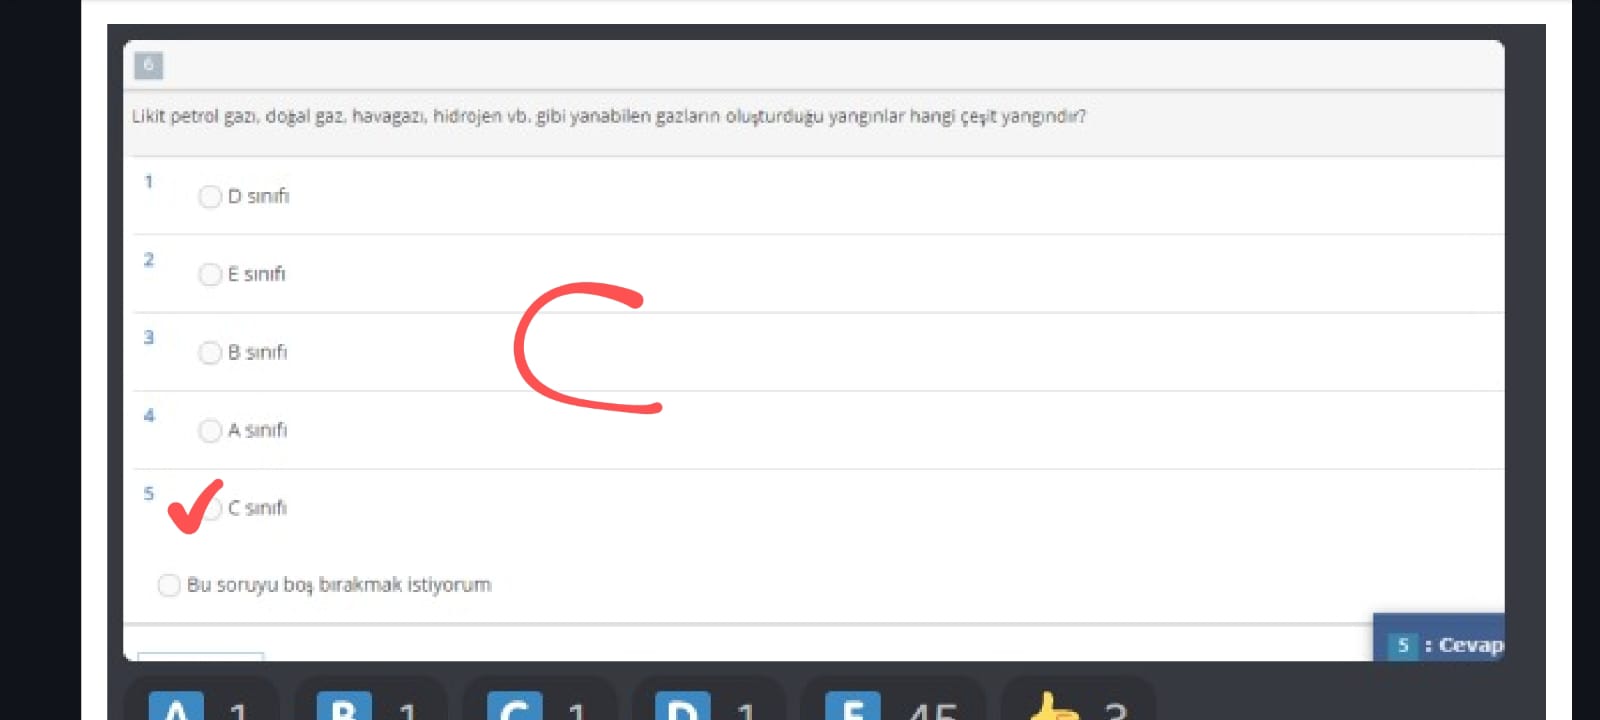 6
Likit petrol gazı, doğal gaz, havagazı, hidrojen vb. gibi yanabilen gazların oluşturduğu yangınlar hangi çeşit yangındır?
1
D sınıfı
2
E sınıfı
3
B sınıfı
C
4
A sınıfı
5
C sınıfı
Bu soruyu boş bırakmak istiyorum
5 : Cevap
A 1 B 1 C 1 D 1 E 45 👍 3